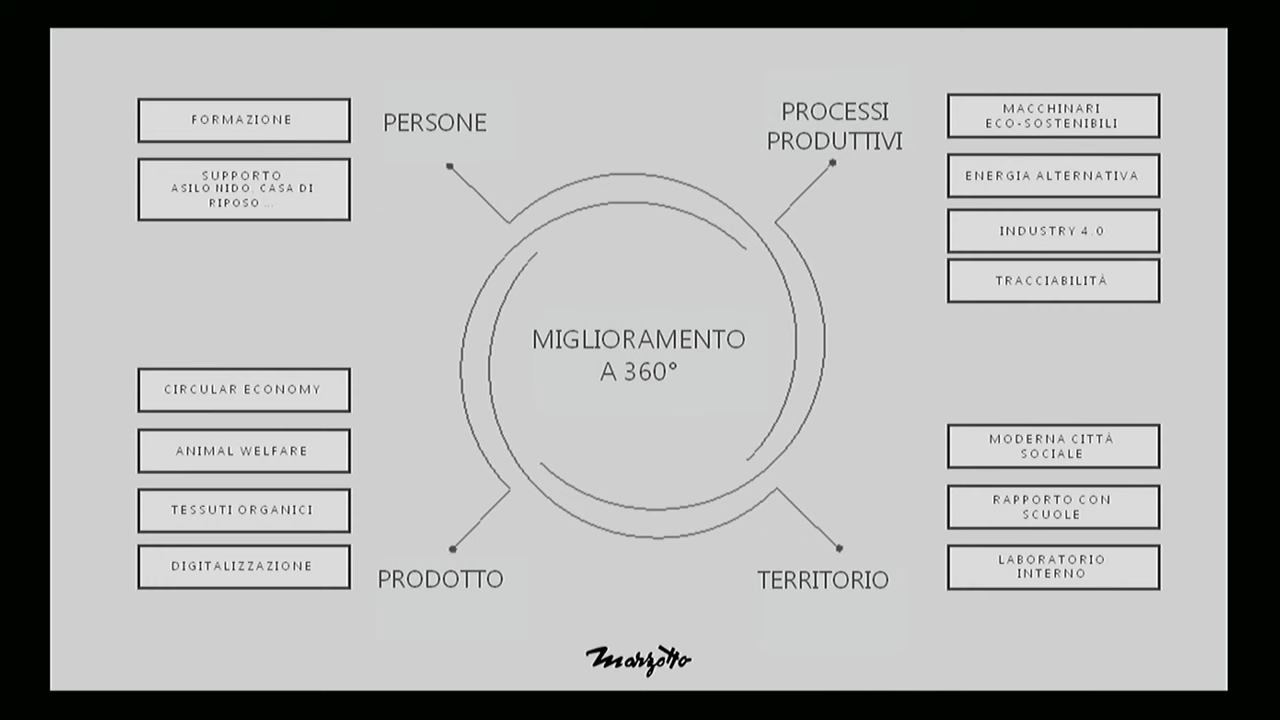 FORMAZIONE
SUPPORTO
ASILO NIDO, CASA DI
RIPOSO ...
PERSONE
PROCESSI
PRODUTTIVI
MACCHINARI
ECO-SOSTENIBILI
ENERGIA ALTERNATIVA
INDUSTRY 4.0
TRACCIABILITÀ
MIGLIORAMENTO
A 360°
CIRCULAR ECONOMY
ANIMAL WELFARE
TESSUTI ORGANICI
DIGITALIZZAZIONE
PRODOTTO
TERRITORIO
MODERNA CITTÀ
SOCIALE
RAPPORTO CON
SCUOLE
LABORATORIO
INTERNO
Marzotto